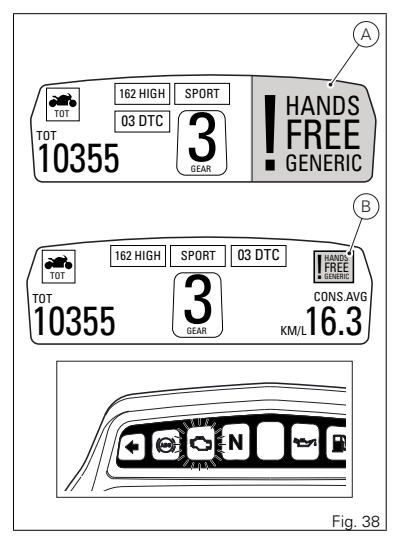 A
162 HIGH SPORT
HANDS
TOT
03 DTC
3
! FREE
TOT
10355
GEAR
GENERIC
B
162 HIGH SPORT 03 DTC
! HANDS
FREE
GENERIC
TOT
TOT
10355
3
GEAR
CONS.AVG
KM/L 16.3
ABS
N
Fig. 38